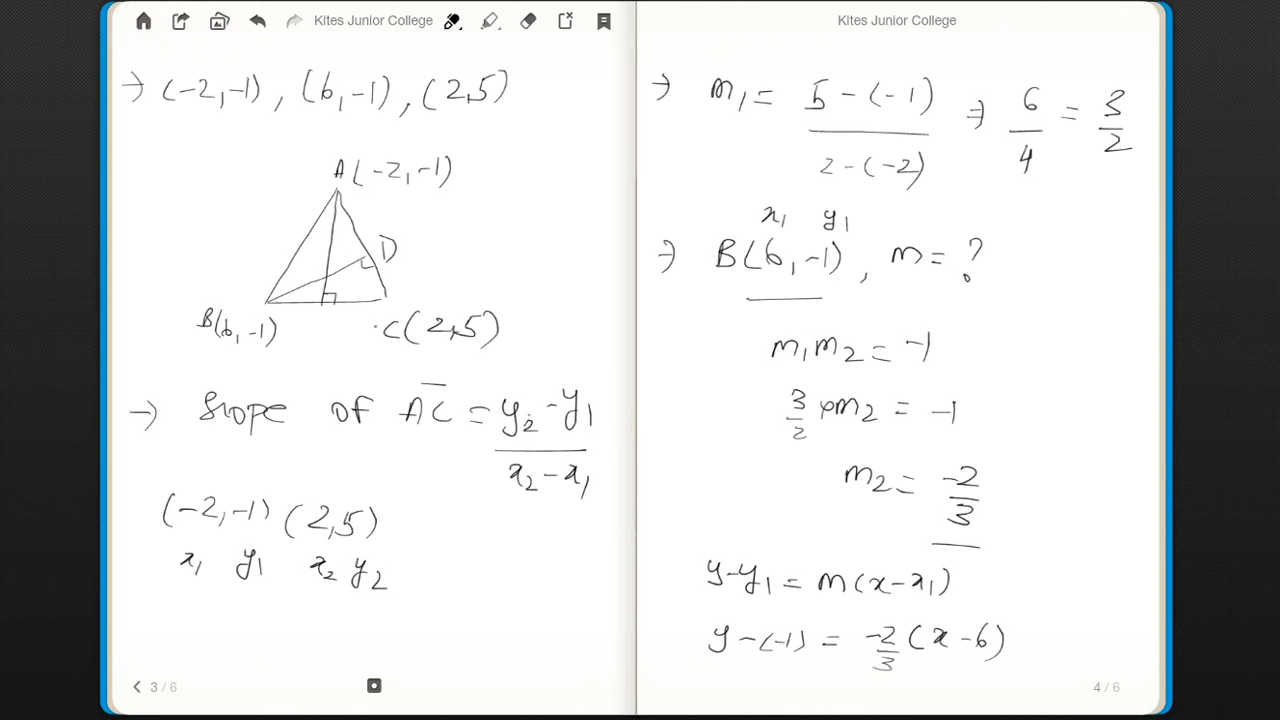 Kites Junior College
→ (-2,-1), (6,-1), (2,5)
A(-2,-1)
D
B(6,-1)
C(2,5)
→ Slope of AC = y2-y1 / x2-x1
(-2,-1) (2,5)
x1 y1 x2 y2
3 / 6
Kites Junior College
→ m1 = 5-(-1) / 2-(-2) ⇒ 6/4 = 3/2
x1 y1
→ B(6,-1), m = ?
m1m2 = -1
3/2 × m2 = -1
m2 = -2/3
y-y1 = m(x-x1)
y-(-1) = -2/3 (x-6)
4 / 6